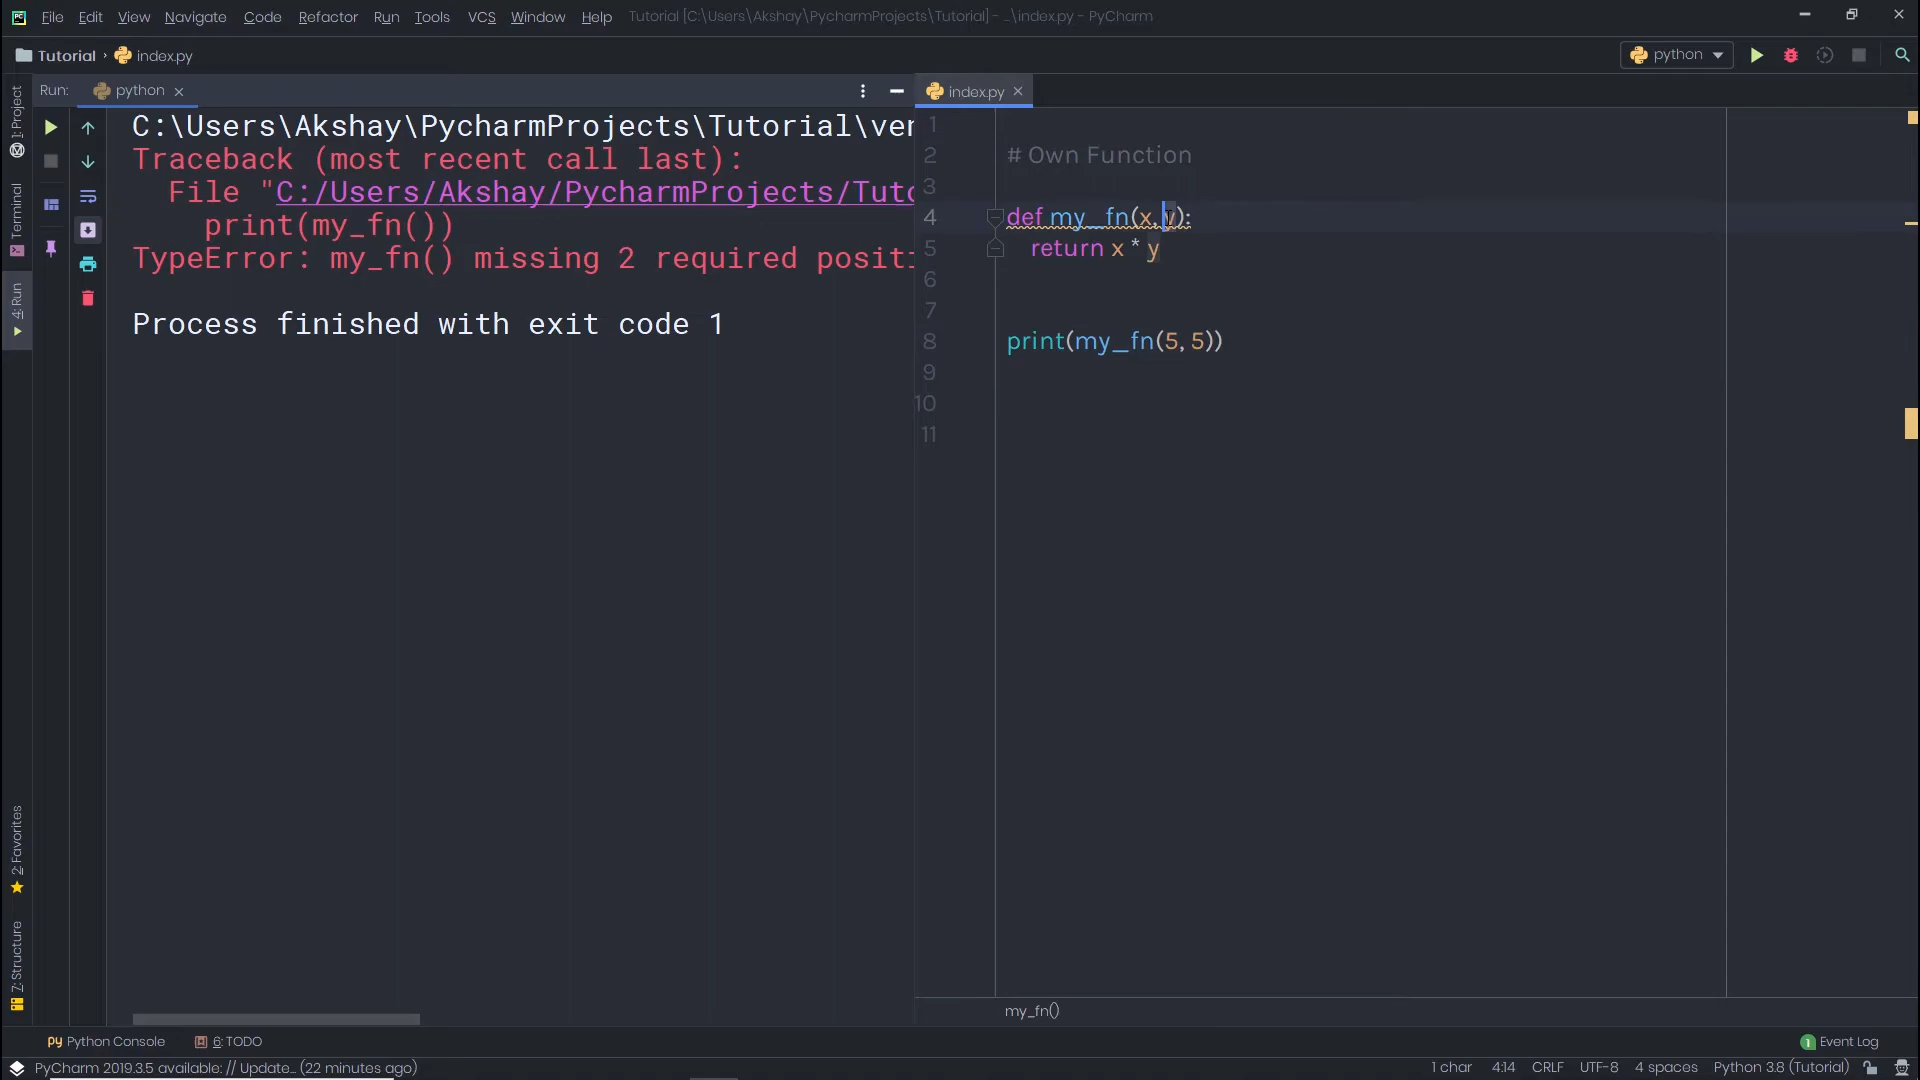 File Edit View Navigate Code Refactor Run Tools VCS Window Help Tutorial [C:\Users\Akshay\PycharmProjects\Tutorial] - ...\index.py - PyCharm
Tutorial › index.py python
Run: python
index.py
1: Project
Terminal
4: Run
2: Favorites
7: Structure
C:\Users\Akshay\PycharmProjects\Tutorial\ver
Traceback (most recent call last):
File "C:/Users/Akshay/PycharmProjects/Tuto
print(my_fn())
TypeError: my_fn() missing 2 required positi
Process finished with exit code 1
1
2 # Own Function
3
4 def my_fn(x, y):
5 return x * y
6
7
8 print(my_fn(5, 5))
9
10
11
my_fn()
Python Console 6: TODO 1 Event Log
PyCharm 2019.3.5 available: // Update... (22 minutes ago) 1 char 4:14 CRLF UTF-8 4 spaces Python 3.8 (Tutorial)